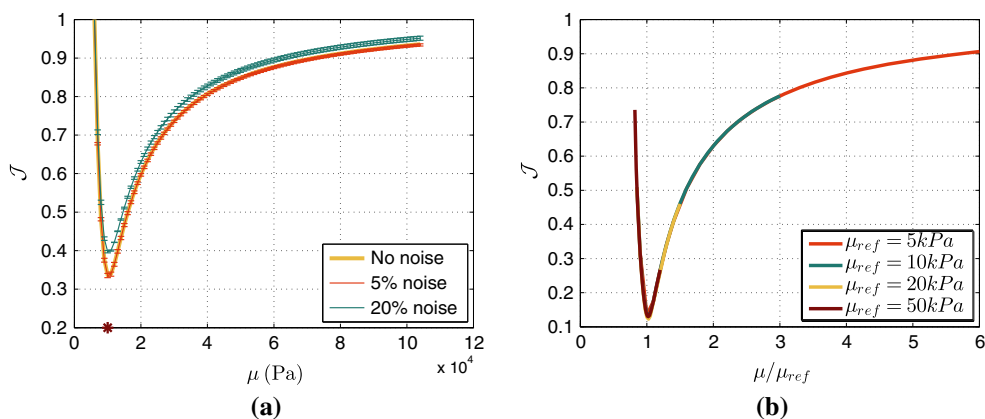 1
0.9
0.8
0.7
0.6
0.5
0.4
0.3
0.2
𝒥
0 2 4 6 8 10 12
x 10^4
μ (Pa)
No noise
5% noise
20% noise
(a)
1
0.9
0.8
0.7
0.6
0.5
0.4
0.3
0.2
0.1
𝒥
0 1 2 3 4 5 6
μ/μ_ref
μ_ref = 5kPa
μ_ref = 10kPa
μ_ref = 20kPa
μ_ref = 50kPa
(b)